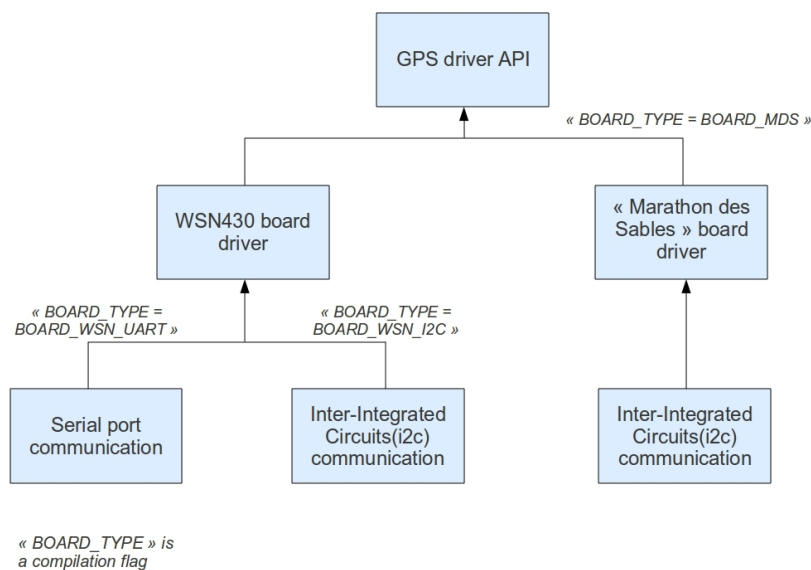 GPS driver API
« BOARD_TYPE = BOARD_MDS »
WSN430 board
driver
« Marathon des
Sables » board
driver
« BOARD_TYPE =
BOARD_WSN_UART »
« BOARD_TYPE =
BOARD_WSN_I2C »
Serial port
communication
Inter-Integrated
Circuits(i2c)
communication
Inter-Integrated
Circuits(i2c)
communication
« BOARD_TYPE » is
a compilation flag